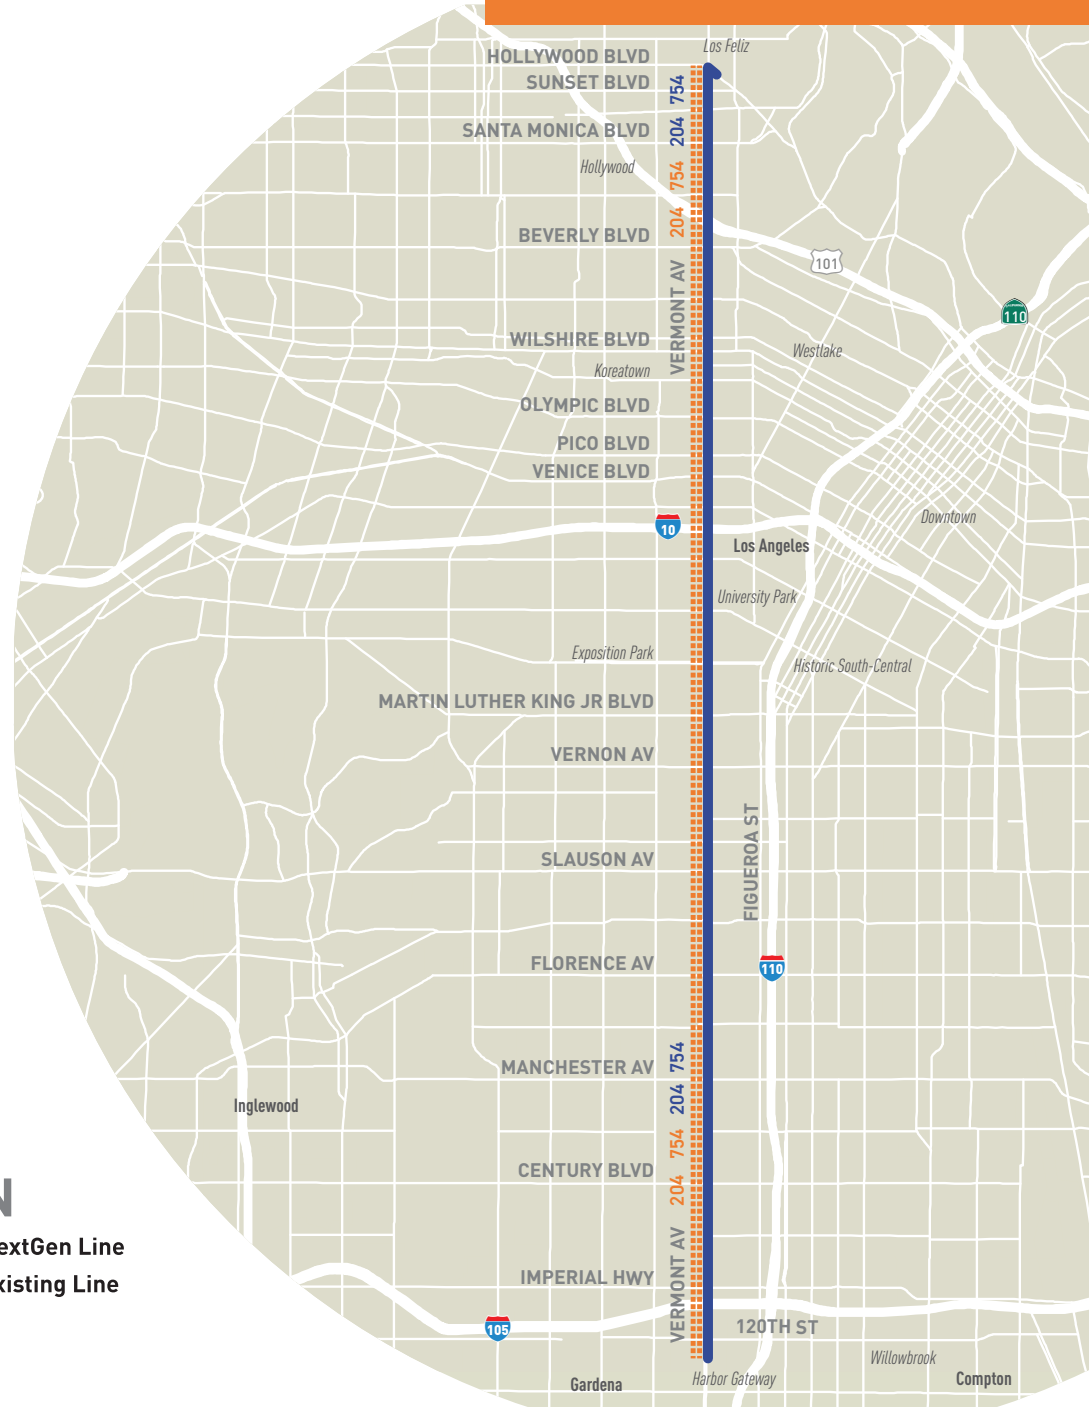 HOLLYWOOD BLVD
Los Feliz
SUNSET BLVD
754
204
SANTA MONICA BLVD
Hollywood
754
204
BEVERLY BLVD
101
VERMONT AV
110
WILSHIRE BLVD
Westlake
Koreatown
OLYMPIC BLVD
PICO BLVD
VENICE BLVD
10
Downtown
Los Angeles
University Park
Exposition Park
Historic South-Central
MARTIN LUTHER KING JR BLVD
VERNON AV
FIGUEROA ST
SLAUSON AV
FLORENCE AV
110
754
MANCHESTER AV
204
Inglewood
754
CENTURY BLVD
204
N
extGen Line
VERMONT AV
IMPERIAL HWY
xisting Line
105
120TH ST
Willowbrook
Harbor Gateway
Compton
Gardena